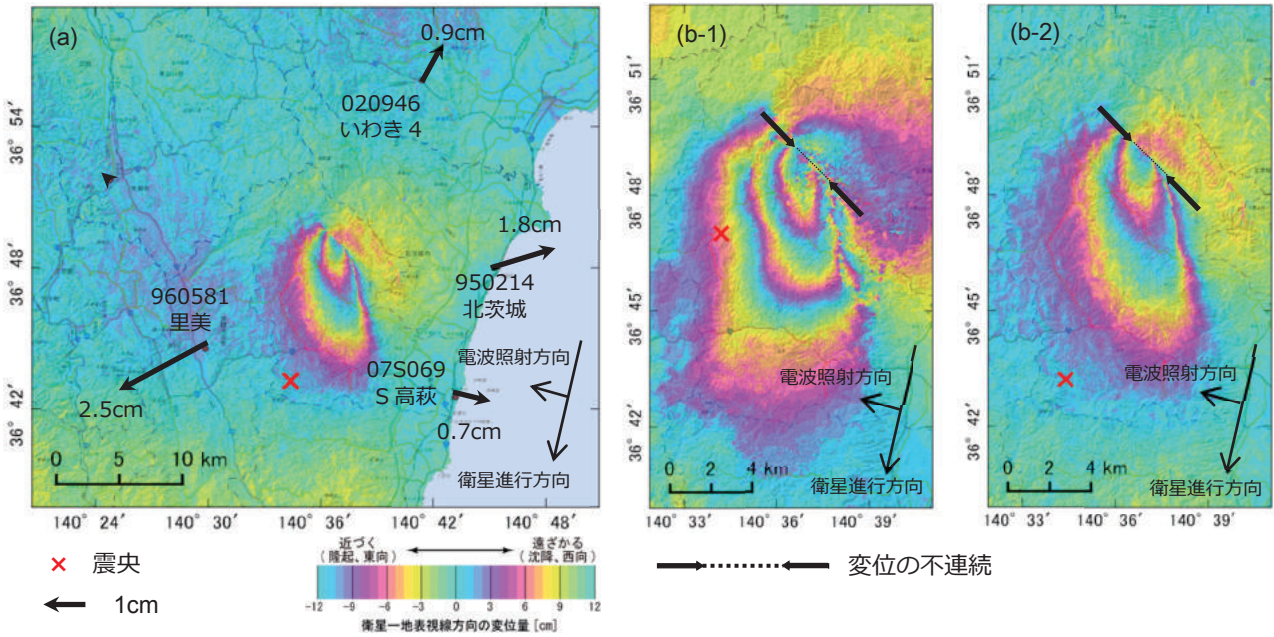 (a)
0.9cm
020946
いわき４
1.8cm
950214
北茨城
960581
里美
2.5cm
07S069
Ｓ高萩
0.7cm
電波照射方向
衛星進行方向
0 5 10 km
36° 54′
36° 48′
36° 42′
140° 24′
140° 30′
140° 36′
140° 42′
140° 48′
(b-1)
36° 51′
36° 48′
36° 45′
36° 42′
電波照射方向
衛星進行方向
0 2 4 km
140° 33′
140° 36′
140° 39′
(b-2)
36° 51′
36° 48′
36° 45′
36° 42′
電波照射方向
衛星進行方向
0 2 4 km
140° 33′
140° 36′
140° 39′
震央
1cm
近づく
(隆起、東向)
遠ざかる
(沈降、西向)
-12 -9 -6 -3 0 3 6 9 12
衛星－地表視線方向の変位量 [cm]
変位の不連続